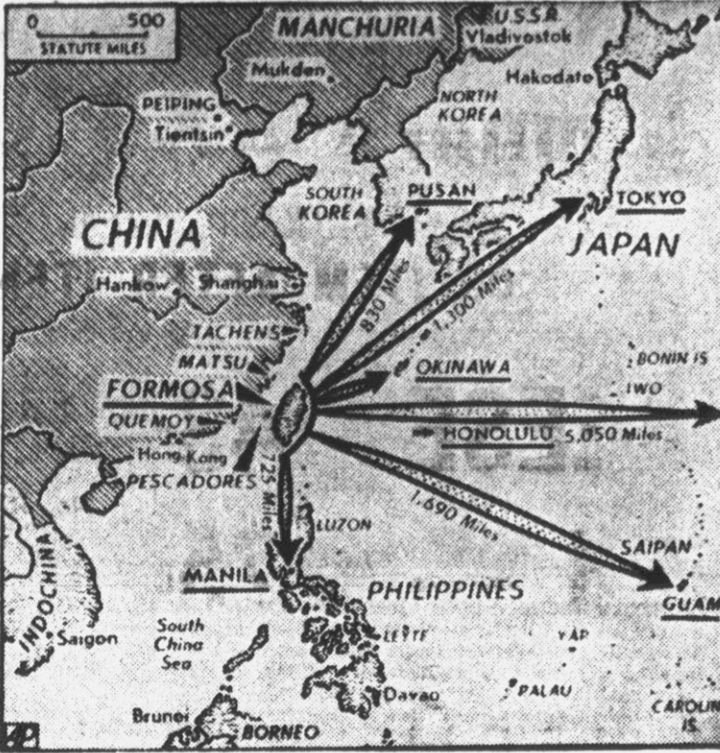 0 500
STATUTE MILES
MANCHURIA
U.S.S.R.
Vladivostok
Mukden
Hakodate
PEIPING
Tientsin
NORTH
KOREA
SOUTH
KOREA
PUSAN
TOKYO
CHINA
JAPAN
Hankow
Shanghai
830 Miles
1,300 Miles
TACHENS
MATSU
OKINAWA
BONIN IS
IWO
FORMOSA
QUEMOY
HONOLULU 5,050 Miles
Hong Kong
PESCADORES
725 Miles
1,690 Miles
LUZON
SAIPAN
MANILA
PHILIPPINES
GUAM
INDOCHINA
Saigon
South
China
Sea
LEYTE
YAP
Davao
PALAU
CAROLIN
IS.
Brunei
BORNEO
AP